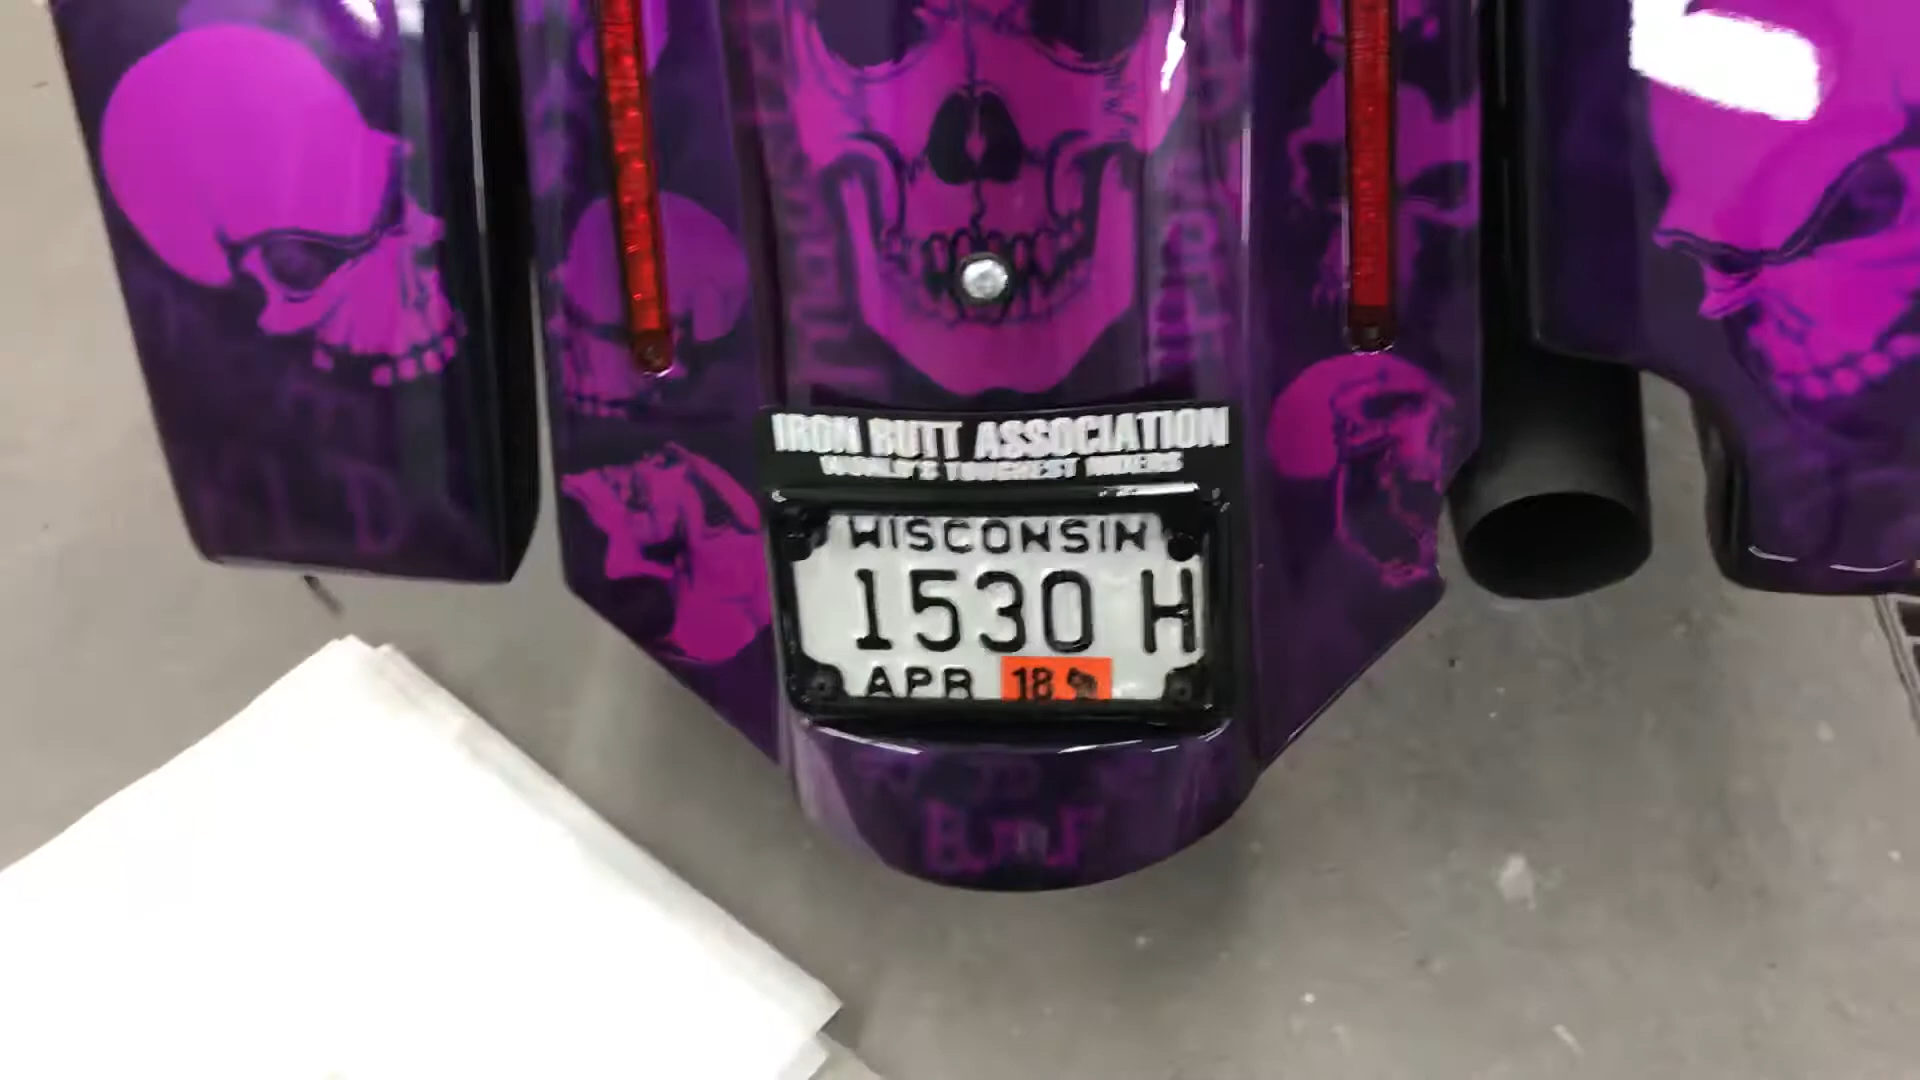 IRON BUTT ASSOCIATION
WORLD'S TOUGHEST RIDERS
WISCONSIN
1530 H
APR 18
B.m.F